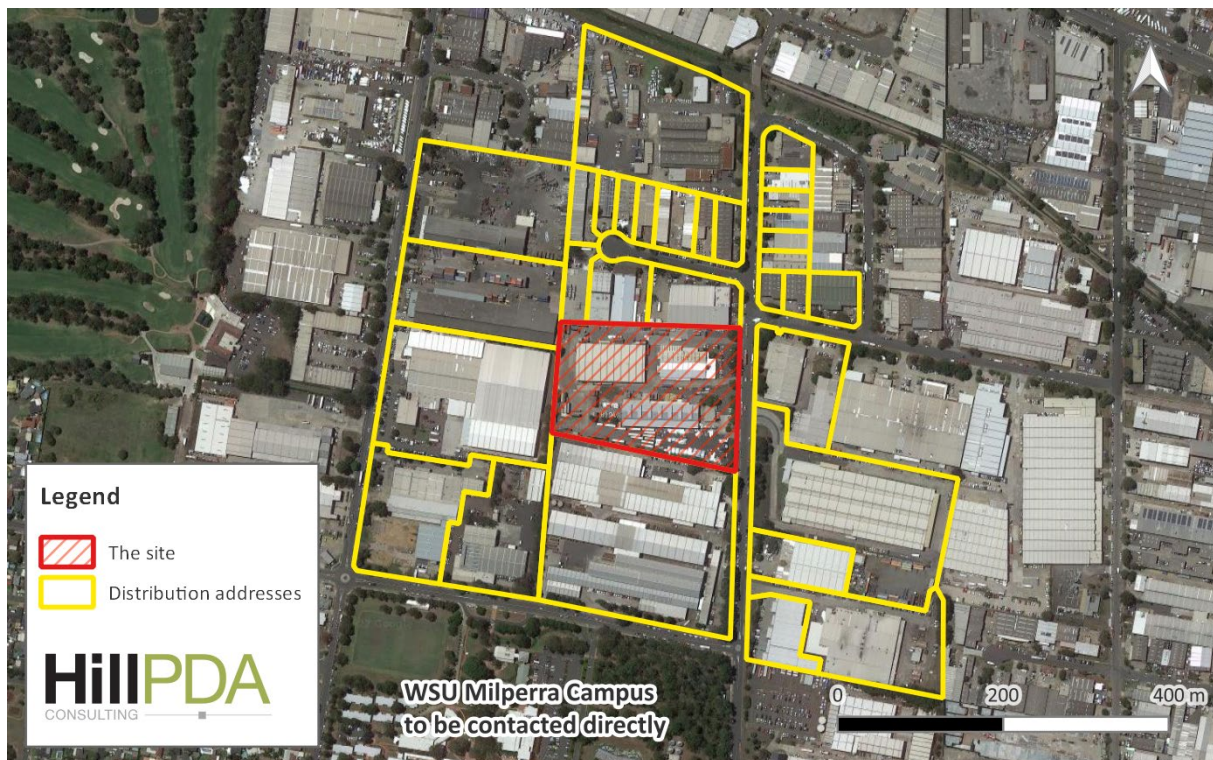 Legend
The site
Distribution addresses
HillPDA
CONSULTING
WSU Milperra Campus
to be contacted directly
0 200 400 m